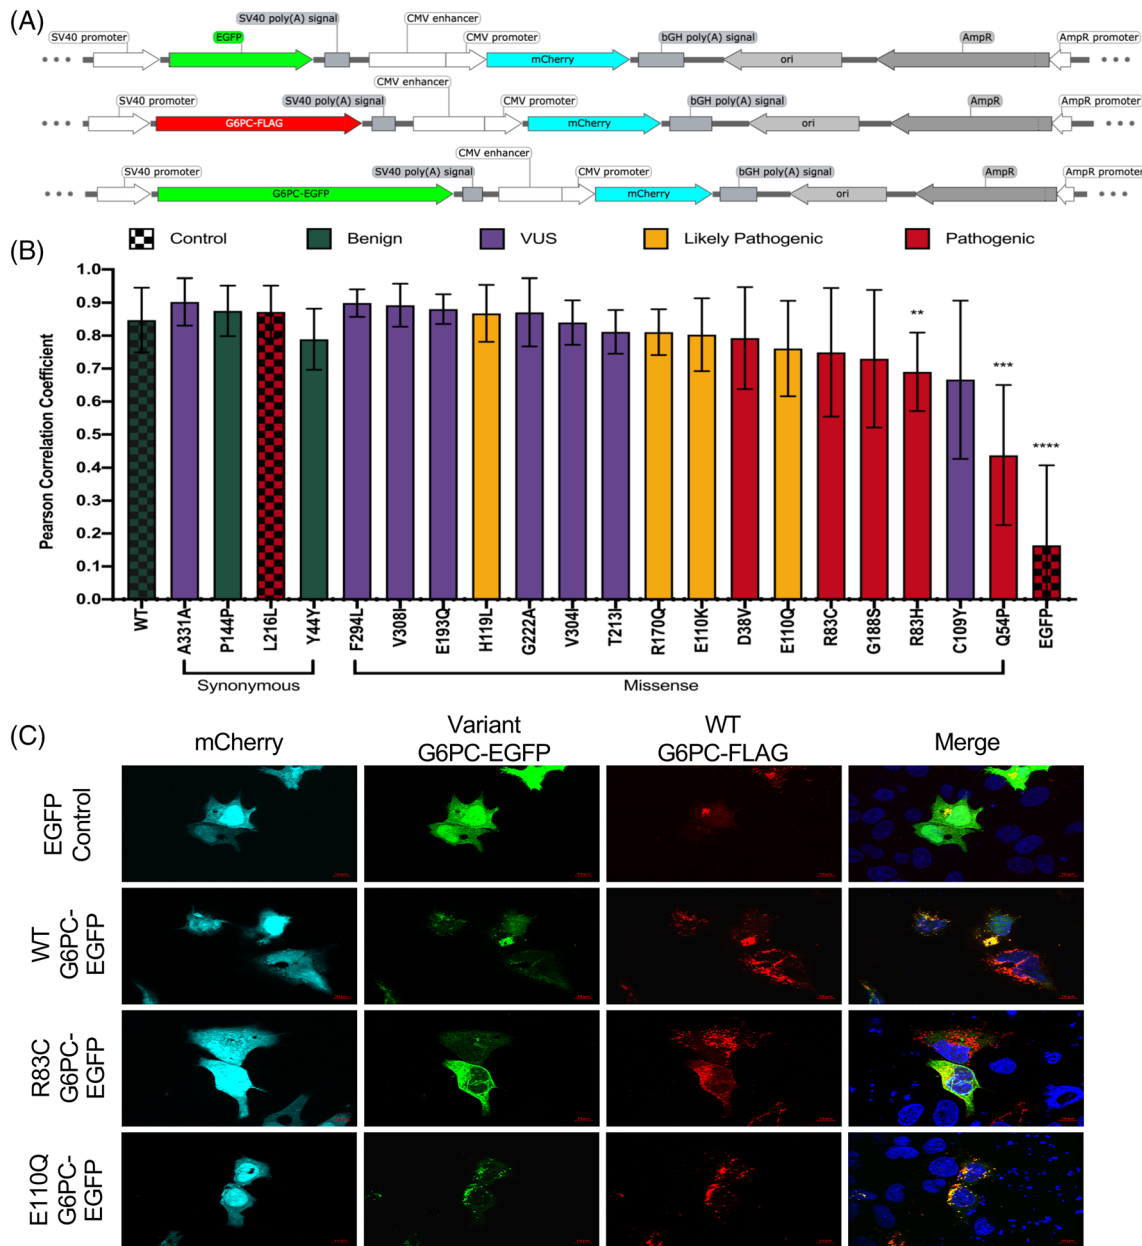 (A)
SV40 poly(A) signal
CMV enhancer
SV40 promoter
EGFP
CMV promoter
bGH poly(A) signal
AmpR
AmpR promoter
mCherry
ori
CMV enhancer
SV40 promoter
SV40 poly(A) signal
CMV promoter
bGH poly(A) signal
AmpR
AmpR promoter
G6PC-FLAG
mCherry
ori
CMV enhancer
SV40 promoter
SV40 poly(A) signal
CMV promoter
bGH poly(A) signal
AmpR
AmpR promoter
G6PC-EGFP
mCherry
ori
(B)
Control
Benign
VUS
Likely Pathogenic
Pathogenic
Pearson Correlation Coefficient
1.0
0.9
0.8
0.7
0.6
0.5
0.4
0.3
0.2
0.1
0.0
**
***
****
WT
A331A
P144P
L216L
Y44Y
F294L
V308I
E193Q
H119L
G222A
V304I
T213I
R170Q
E110K
D38V
E110Q
R83C
G188S
R83H
C109Y
Q54P
EGFP
Synonymous
Missense
(C)
mCherry
Variant
G6PC-EGFP
WT
G6PC-FLAG
Merge
EGFP
Control
WT
G6PC-
EGFP
R83C
G6PC-
EGFP
E110Q
G6PC-
EGFP